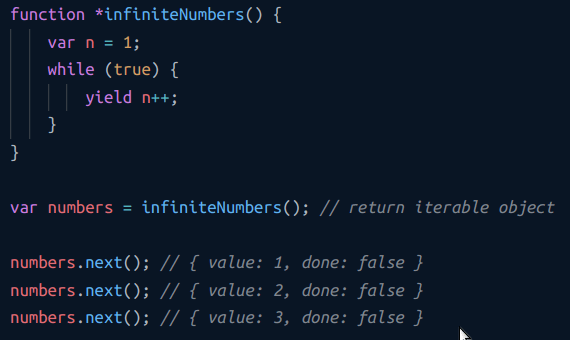 function *infiniteNumbers() {
    var n = 1;
    while (true) {
        yield n++;
    }
}
var numbers = infiniteNumbers(); // return iterable object
numbers.next(); // { value: 1, done: false }
numbers.next(); // { value: 2, done: false }
numbers.next(); // { value: 3, done: false }